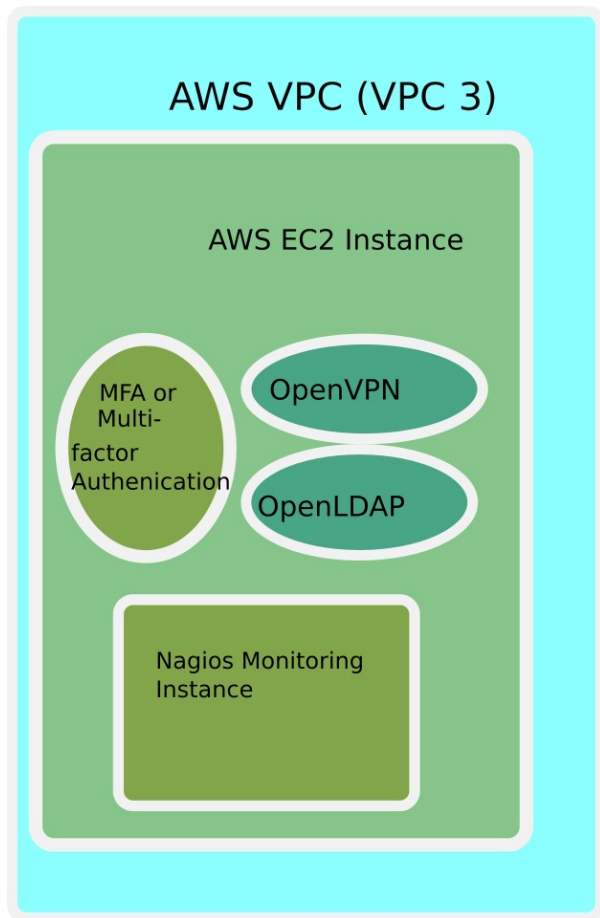 AWS VPC (VPC 3)
AWS EC2 Instance
MFA or
Multi-
factor
Authenication
OpenVPN
OpenLDAP
Nagios Monitoring
Instance